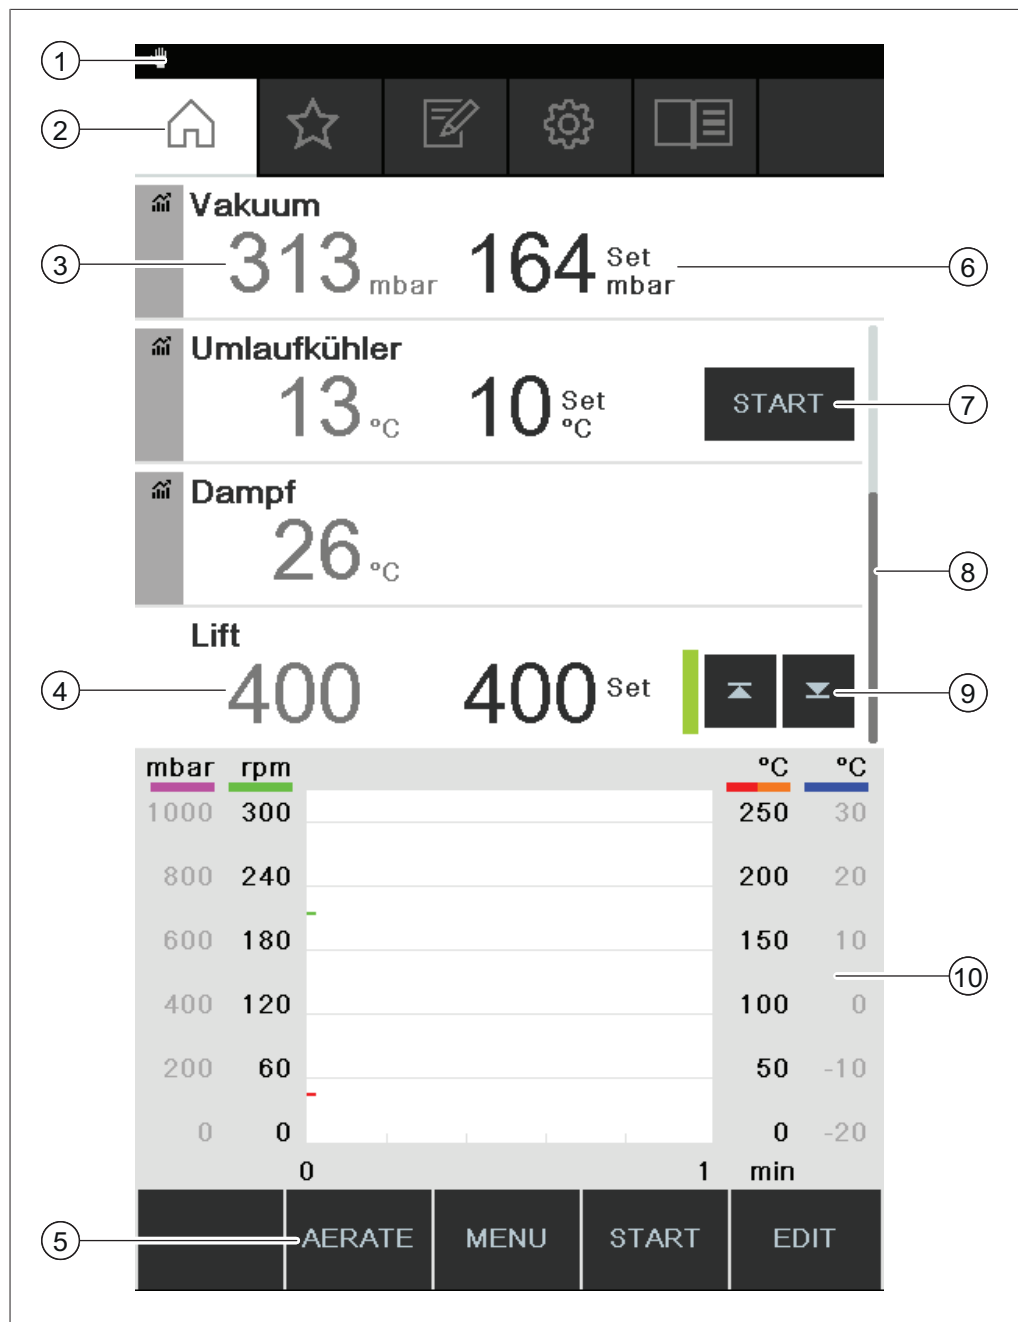 1
2
Vakuum
3
313 mbar 164 Set mbar
6
Umlaufkühler
13 °C 10 Set °C
START
7
Dampf
26 °C
8
Lift
4
400 400 Set
9
mbar rpm °C °C
1000 300 250 30
800 240 200 20
600 180 150 10
10
400 120 100 0
200 60 50 -10
0 0 0 -20
0 1 min
5
AERATE MENU START EDIT